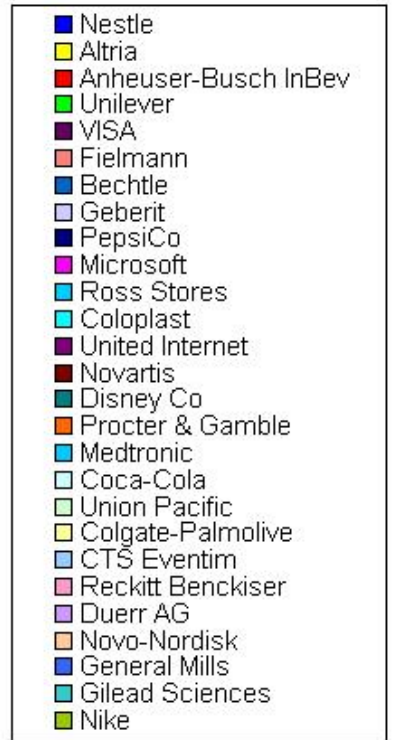 Nestle
Altria
Anheuser-Busch InBev
Unilever
VISA
Fielmann
Bechtle
Geberit
PepsiCo
Microsoft
Ross Stores
Coloplast
United Internet
Novartis
Disney Co
Procter & Gamble
Medtronic
Coca-Cola
Union Pacific
Colgate-Palmolive
CTS Eventim
Reckitt Benckiser
Duerr AG
Novo-Nordisk
General Mills
Gilead Sciences
Nike